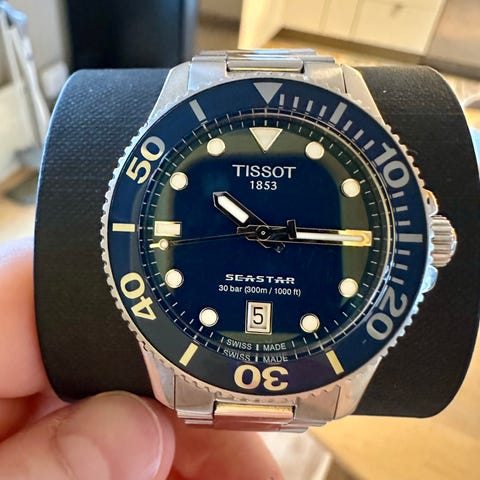 TISSOT
1853
SEASTAR
30 bar (300m / 1000 ft)
5
SWISS MADE
SWISS MADE
10
20
30
40
50